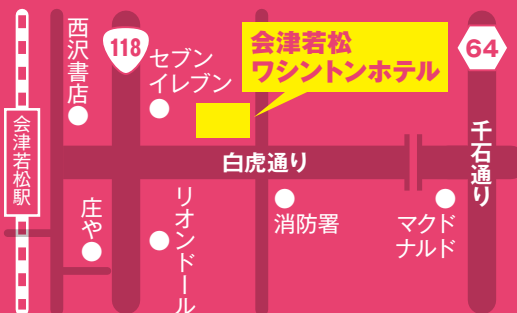 西沢書店
118
セブン
イレブン
会津若松
ワシントンホテル
64
会津若松駅
白虎通り
千石通り
庄や
リオンドール
消防署
マクド
ナルド